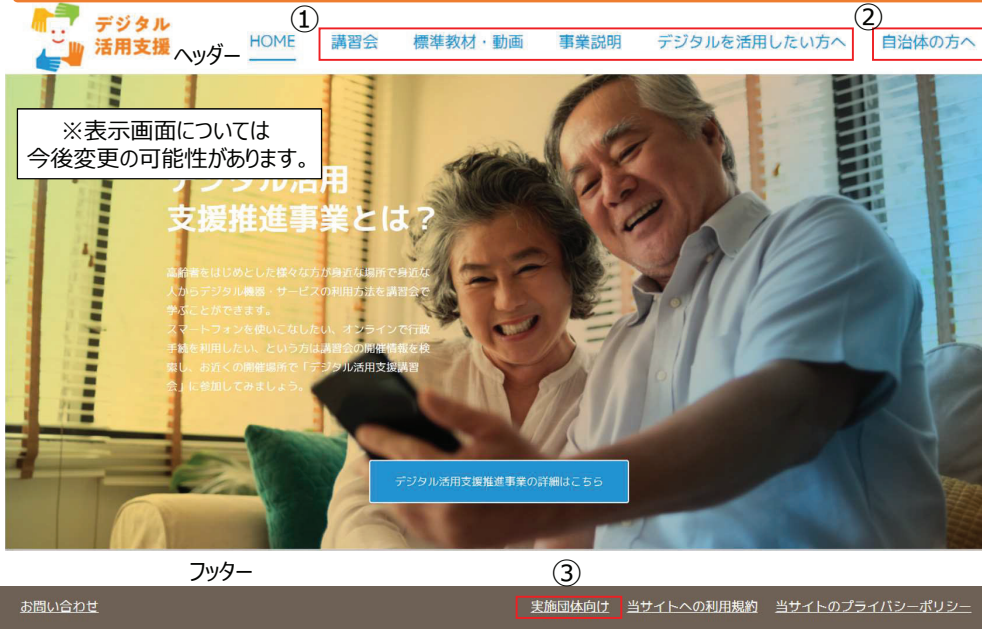 ①
②
デジタル
活用支援
ヘッダー
HOME
講習会
標準教材・動画
事業説明
デジタルを活用したい方へ
自治体の方へ
※表示画面については
今後変更の可能性があります。
デジタル活用
支援推進事業とは？
高齢者をはじめとした様々な方が身近な場所で身近な
人からデジタル機器・サービスの利用方法を講習会で
学ぶことができます。
スマートフォンを使いこなしたい、オンラインで行政
手続を利用したい、という方は講習会の開催情報を検
索し、お近くの開催場所で「デジタル活用支援講習
会」に参加してみましょう。
デジタル活用支援推進事業の詳細はこちら
フッター
③
お問い合わせ
実施団体向け
当サイトへの利用規約
当サイトのプライバシーポリシー